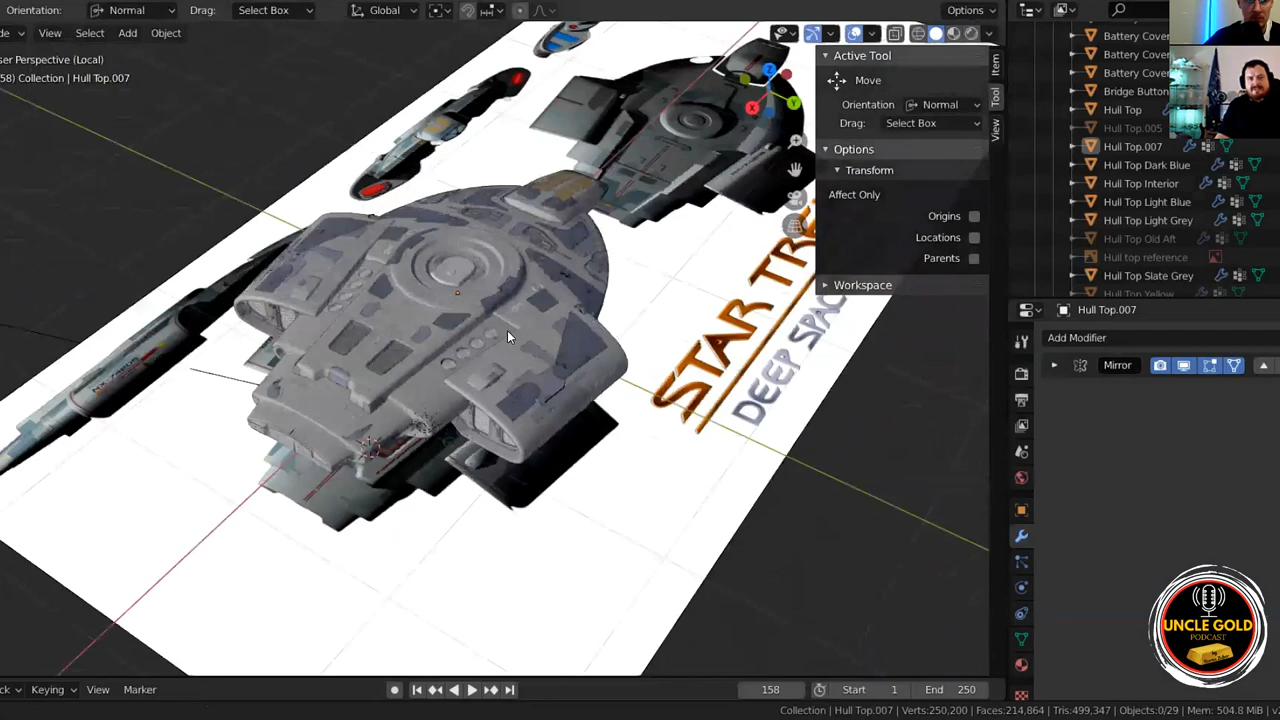 Orientation: Normal Drag: Select Box Global Options
View Select Add Object
ser Perspective (Local)
58) Collection | Hull Top.007
Active Tool
Move
Orientation Normal
Drag: Select Box
Options
Transform
Affect Only
Origins
Locations
Parents
Workspace
Item
Tool
View
X
Y
Z
STAR TRE
DEEP SPAC
Battery Cover
Battery Cover
Battery Cover
Bridge Button
Hull Top
Hull Top.005
Hull Top.007
Hull Top Dark Blue
Hull Top Interior
Hull Top Light Blue
Hull Top Light Grey
Hull Top Old Aft
Hull top reference
Hull Top Slate Grey
Hull Top Yellow
Hull Top.007
Add Modifier
Mirror
UNCLE GOLD
PODCAST
Keying View Marker
158 Start 1 End 250
Collection | Hull Top.007 | Verts:250,200 | Faces:214,864 | Tris:499,347 | Objects:0/29 | Mem: 504.8 MiB | v